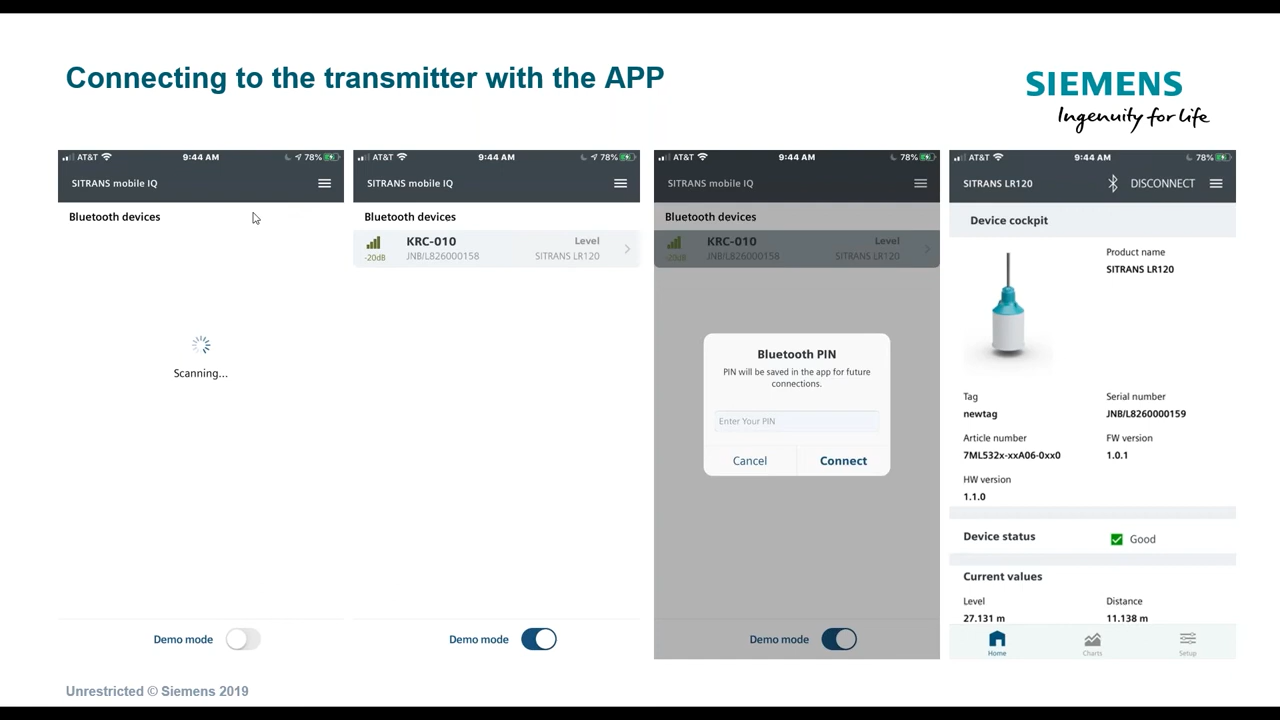 Connecting to the transmitter with the APP
SIEMENS
Ingenuity for life
AT&T 9:44 AM 78%
SITRANS mobile IQ
Bluetooth devices
Scanning...
Demo mode
AT&T 9:44 AM 78%
SITRANS mobile IQ
Bluetooth devices
KRC-010 Level
-20dB JNB/L826000158 SITRANS LR120
Demo mode
AT&T 9:44 AM 78%
SITRANS mobile IQ
Bluetooth devices
KRC-010 Level
-20dB JNB/L826000158 SITRANS LR120
Bluetooth PIN
PIN will be saved in the app for future
connections.
Enter Your PIN
Cancel Connect
Demo mode
AT&T 9:44 AM 78%
SITRANS LR120 DISCONNECT
Device cockpit
Product name
SITRANS LR120
Tag Serial number
newtag JNB/L8260000159
Article number FW version
7ML532x-xxA06-0xx0 1.0.1
HW version
1.1.0
Device status Good
Current values
Level Distance
27.131 m 11.138 m
Home Charts Setup
Unrestricted © Siemens 2019